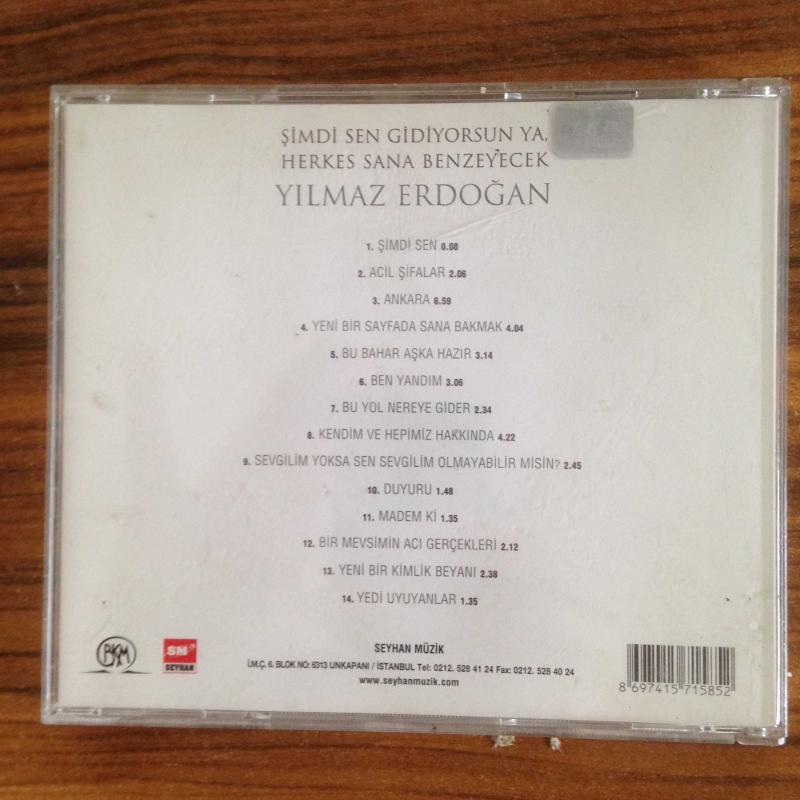 ŞİMDİ SEN GİDİYORSUN YA,
HERKES SANA BENZEYECEK
YILMAZ ERDOĞAN
1. ŞİMDİ SEN 0.08
2. ACİL ŞİFALAR 2.06
3. ANKARA 6.59
4. YENİ BİR SAYFADA SANA BAKMAK 4.04
5. BU BAHAR AŞKA HAZIR 3.14
6. BEN YANDIM 3.06
7. BU YOL NEREYE GİDER 2.34
8. KENDİM VE HEPİMİZ HAKKINDA 4.22
9. SEVGİLİM YOKSA SEN SEVGİLİM OLMAYABİLİR MİSİN? 2.45
10. DUYURU 1.48
11. MADEM Kİ 1.35
12. BİR MEVSİMİN ACI GERÇEKLERİ 2.12
13. YENİ BİR KİMLİK BEYANI 2.38
14. YEDİ UYUYANLAR 1.35
BKM
SM
SEYHAN
SEYHAN MÜZİK
İ.M.Ç. 6. BLOK NO: 6313 UNKAPANI / İSTANBUL Tel: 0212. 528 41 24 Fax: 0212. 528 40 24
www.seyhanmuzik.com
8 697415 715852